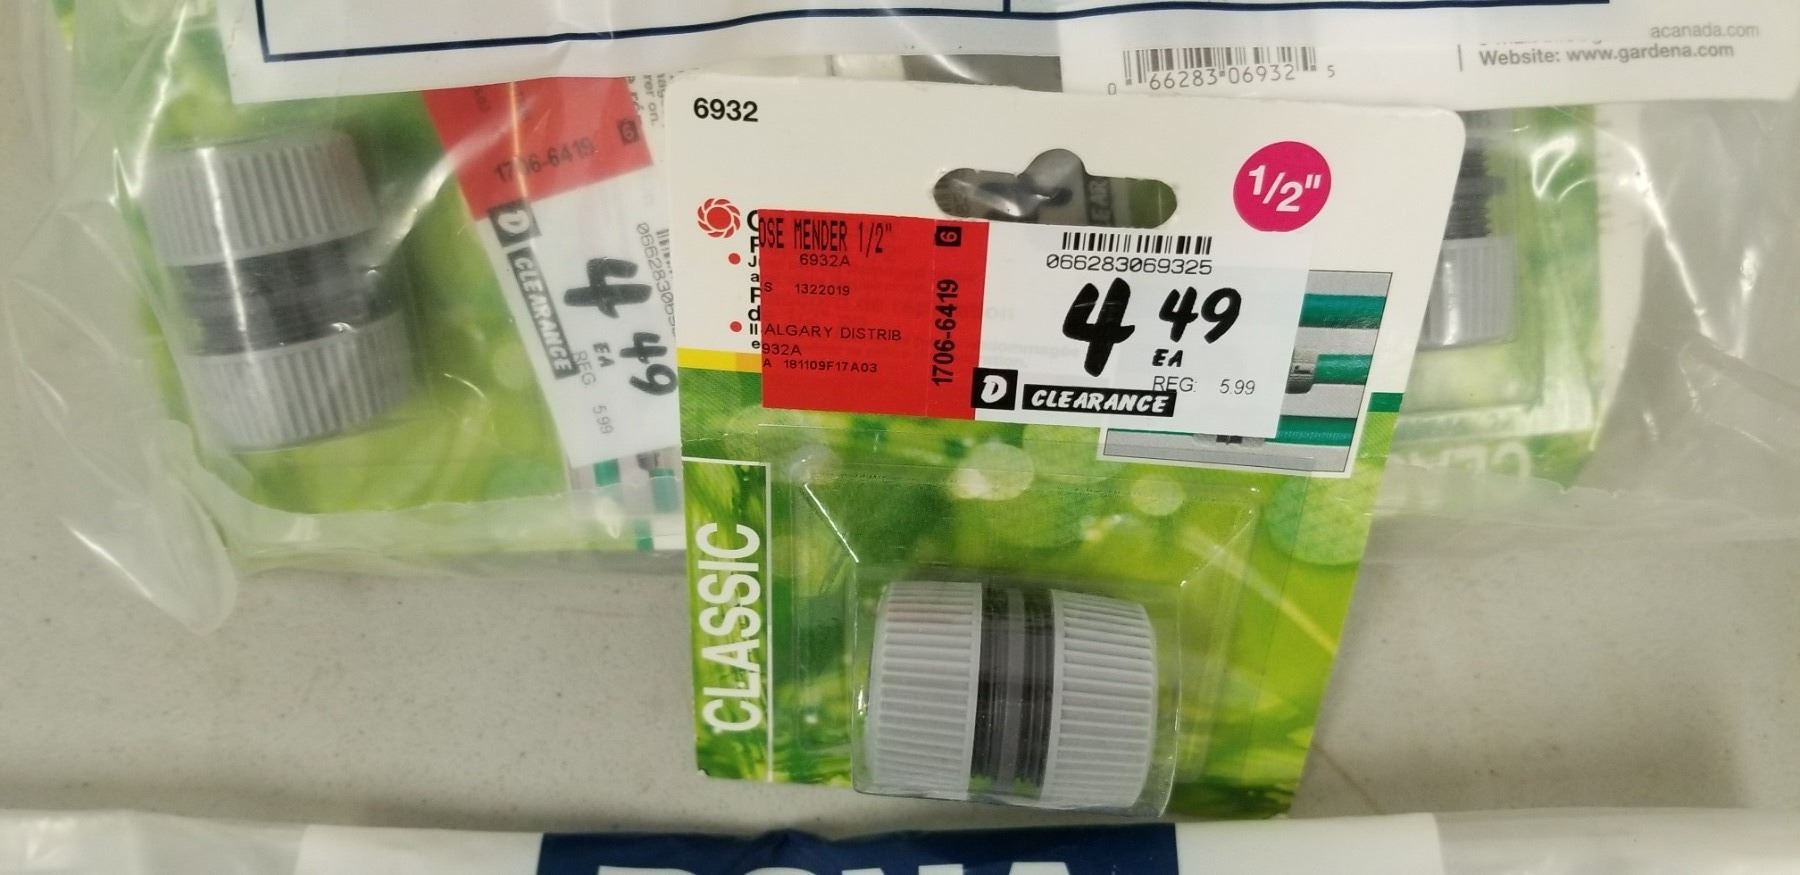 acanada.com
Website: www.gardena.com
0 66283 06932 5
6932
1/2"
OSE MENDER 1/2"
6932A
S 1322019
ALGARY DISTRIB
932A
A 181109F17A03
6
1706-6419
066283069325
4 49
EA
REG: 5.99
D CLEARANCE
CLASSIC
1706-6419
6
D CLEARANCE
4 49
EA
REG 5.99